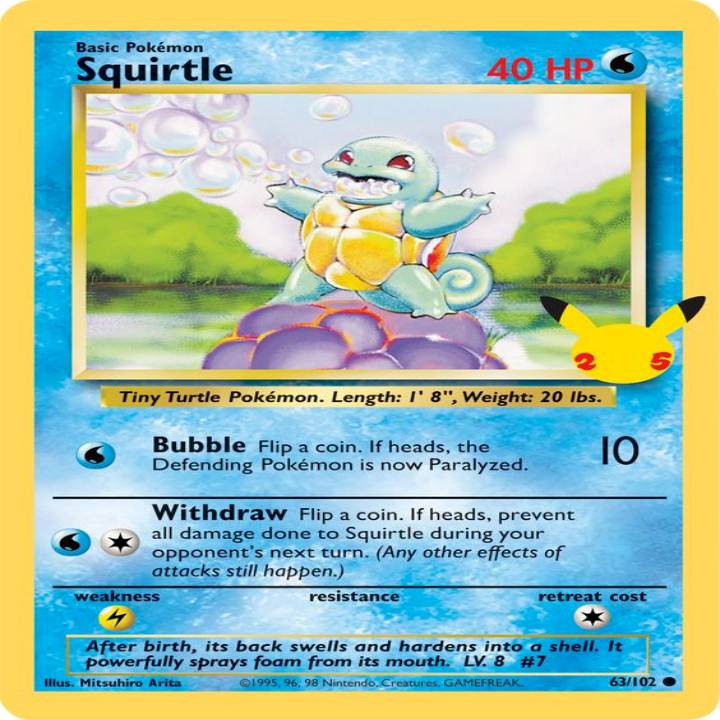 Basic Pokémon
Squirtle
40 HP
2 5
Tiny Turtle Pokémon. Length: 1' 8", Weight: 20 lbs.
Bubble Flip a coin. If heads, the
Defending Pokémon is now Paralyzed.
10
Withdraw Flip a coin. If heads, prevent
all damage done to Squirtle during your
opponent's next turn. (Any other effects of
attacks still happen.)
weakness resistance retreat cost
After birth, its back swells and hardens into a shell. It
powerfully sprays foam from its mouth. LV. 8 #7
Illus. Mitsuhiro Arita ©1995, 96, 98 Nintendo, Creatures, GAMEFREAK. 63/102